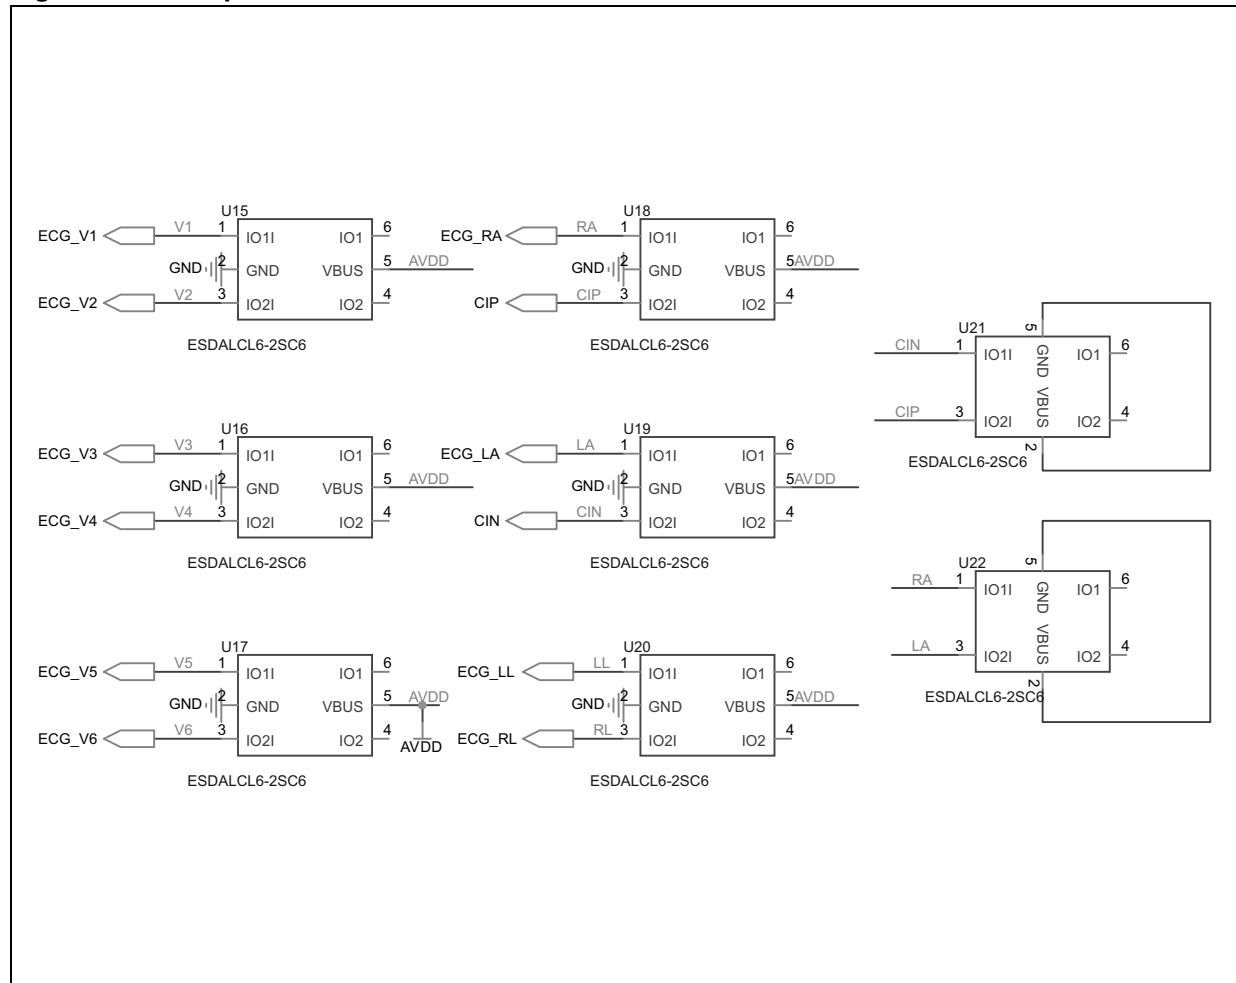 U15
ECG_V1 V1 1 IO1I IO1 6
GND 2 GND VBUS 5 AVDD
ECG_V2 V2 3 IO2I IO2 4
ESDALCL6-2SC6
U18
ECG_RA RA 1 IO1I IO1 6
GND 2 GND VBUS 5 AVDD
CIP CIP 3 IO2I IO2 4
ESDALCL6-2SC6
U16
ECG_V3 V3 1 IO1I IO1 6
GND 2 GND VBUS 5 AVDD
ECG_V4 V4 3 IO2I IO2 4
ESDALCL6-2SC6
U19
ECG_LA LA 1 IO1I IO1 6
GND 2 GND VBUS 5 AVDD
CIN CIN 3 IO2I IO2 4
ESDALCL6-2SC6
U17
ECG_V5 V5 1 IO1I IO1 6
GND 2 GND VBUS 5 AVDD
ECG_V6 V6 3 IO2I IO2 4
AVDD
ESDALCL6-2SC6
U20
ECG_LL LL 1 IO1I IO1 6
GND 2 GND VBUS 5 AVDD
ECG_RL RL 3 IO2I IO2 4
ESDALCL6-2SC6
U21
5
CIN 1 IO1I IO1 6
GND VBUS
CIP 3 IO2I IO2 4
2
ESDALCL6-2SC6
U22
5
RA 1 IO1I IO1 6
GND VBUS
LA 3 IO2I IO2 4
2
ESDALCL6-2SC6